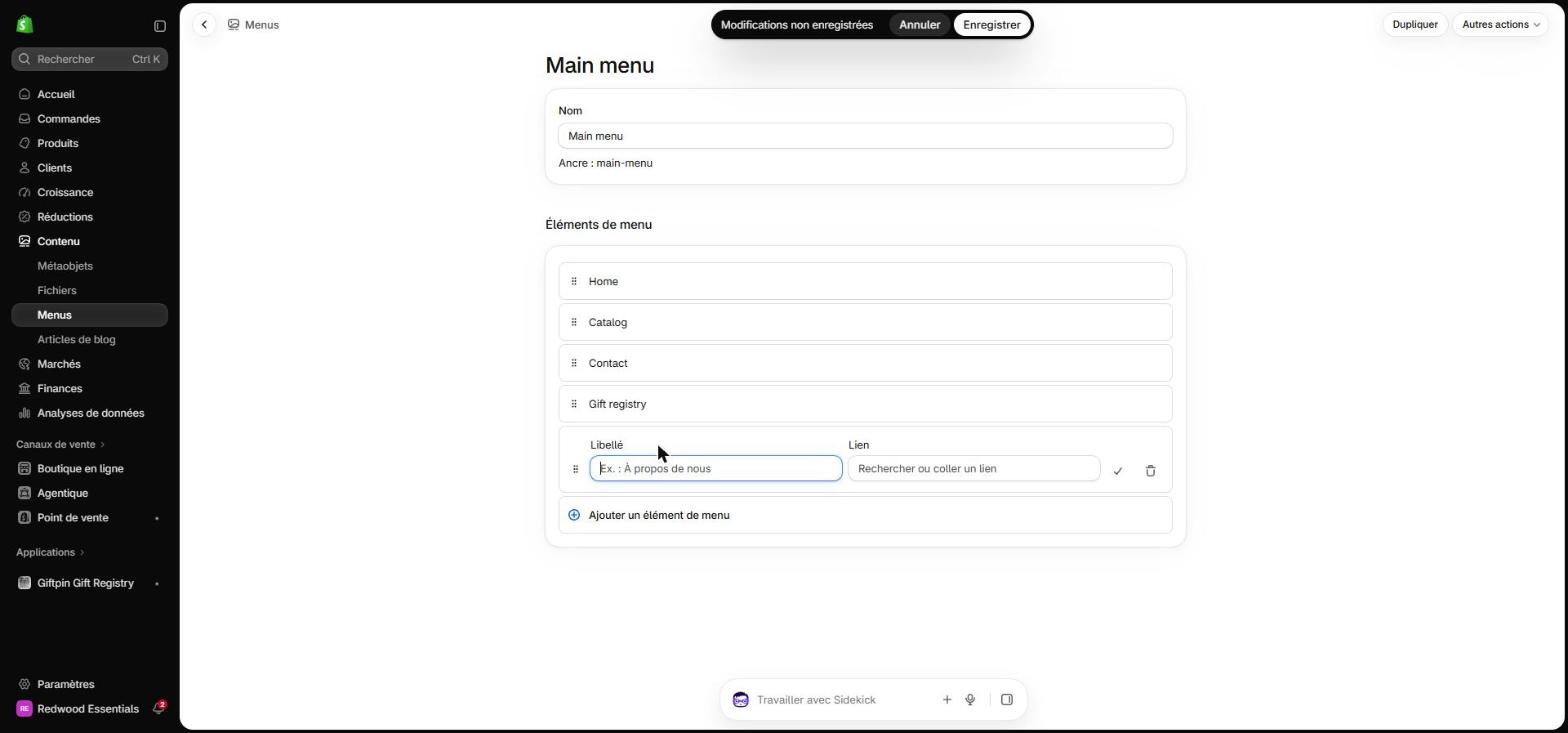 Menus
Modifications non enregistrées
Annuler
Enregistrer
Dupliquer
Autres actions
Rechercher
Ctrl K
Accueil
Commandes
Produits
Clients
Croissance
Réductions
Contenu
Métaobjets
Fichiers
Menus
Articles de blog
Marchés
Finances
Analyses de données
Canaux de vente
Boutique en ligne
Agentique
Point de vente
Applications
Giftpin Gift Registry
Paramètres
RE
Redwood Essentials
2
Main menu
Nom
Main menu
Ancre : main-menu
Éléments de menu
Home
Catalog
Contact
Gift registry
Libellé
Lien
Ex. : À propos de nous
Rechercher ou coller un lien
Ajouter un élément de menu
Travailler avec Sidekick